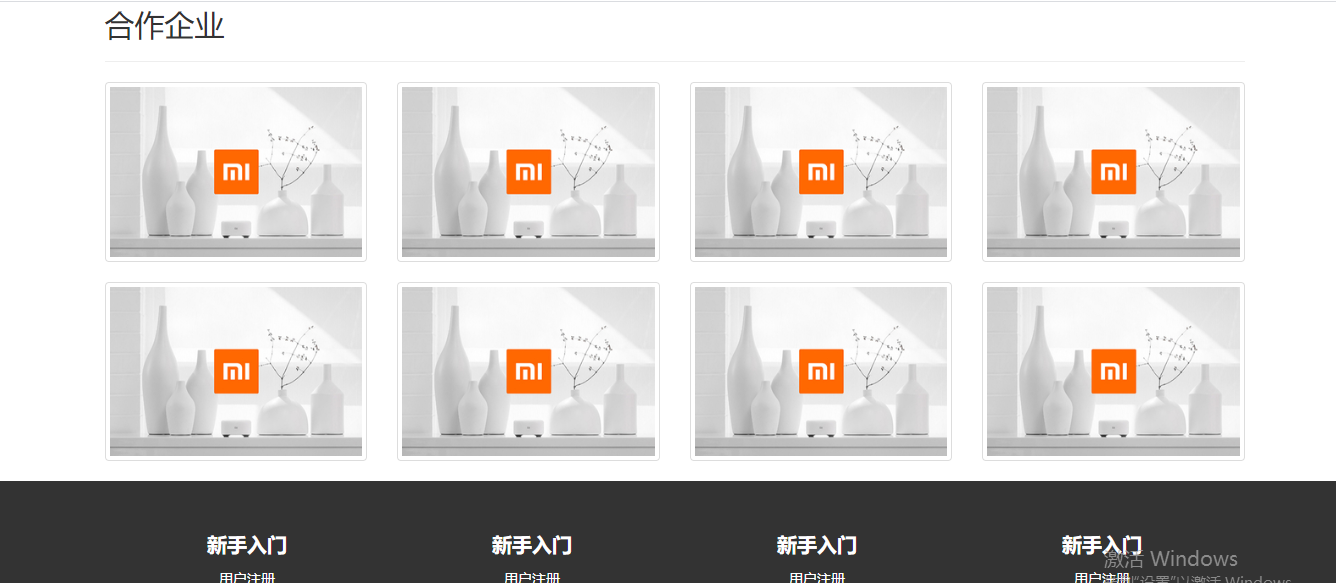 合作企业
mi mi mi mi
mi mi mi mi
新手入门 新手入门 新手入门 新手入门
用户注册 用户注册 用户注册 用户注册
激活 Windows
转到"设置"以激活 Windows